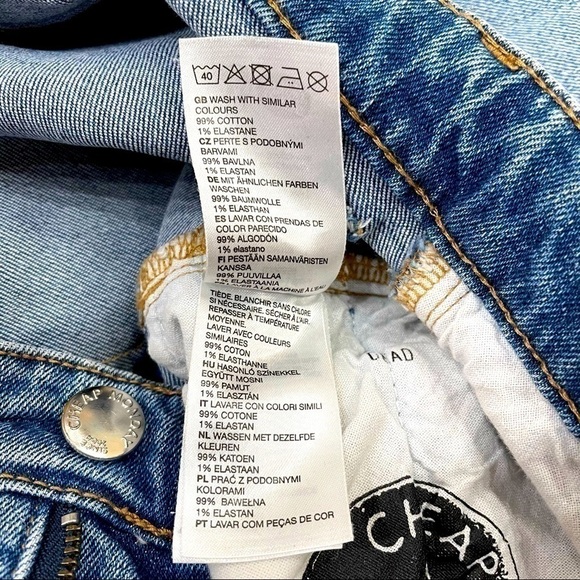 40
GB WASH WITH SIMILAR
COLOURS
99% COTTON
1% ELASTANE
CZ PERTE S PODOBNÝMI
BARVAMI
99% BAVLNA
1% ELASTAN
DE MIT ÄHNLICHEN FARBEN
WASCHEN
99% BAUMWOLLE
1% ELASTHAN
ES LAVAR CON PRENDAS DE
COLOR PARECIDO
99% ALGODÓN
1% elastano
FI PESTÄÄN SAMANVÄRISTEN
KANSSA
99% PUUVILLAA
1% ELASTAANIA
À LA MACHINE À
TIÈDE. BLANCHIR SANS CHLORE
SI NÉCESSAIRE. SÉCHER À L'AIR.
REPASSER À TEMPÉRATURE
MOYENNE.
LAVER AVEC COULEURS
SIMILAIRES
99% COTON
1% ELASTHANNE
HU HASONLÓ SZÍNEKKEL
EGYÜTT MOSNI
99% PAMUT
1% ELASZTÁN
IT LAVARE CON COLORI SIMILI
99% COTONE
1% ELASTAN
NL WASSEN MET DEZELFDE
KLEUREN
99% KATOEN
1% ELASTAAN
PL PRAĆ Z PODOBNYMI
KOLORAMI
99% BAWEŁNA
1% ELASTAN
PT LAVAR COM PEÇAS DE COR
CHEAP MONDAY
CHEAP